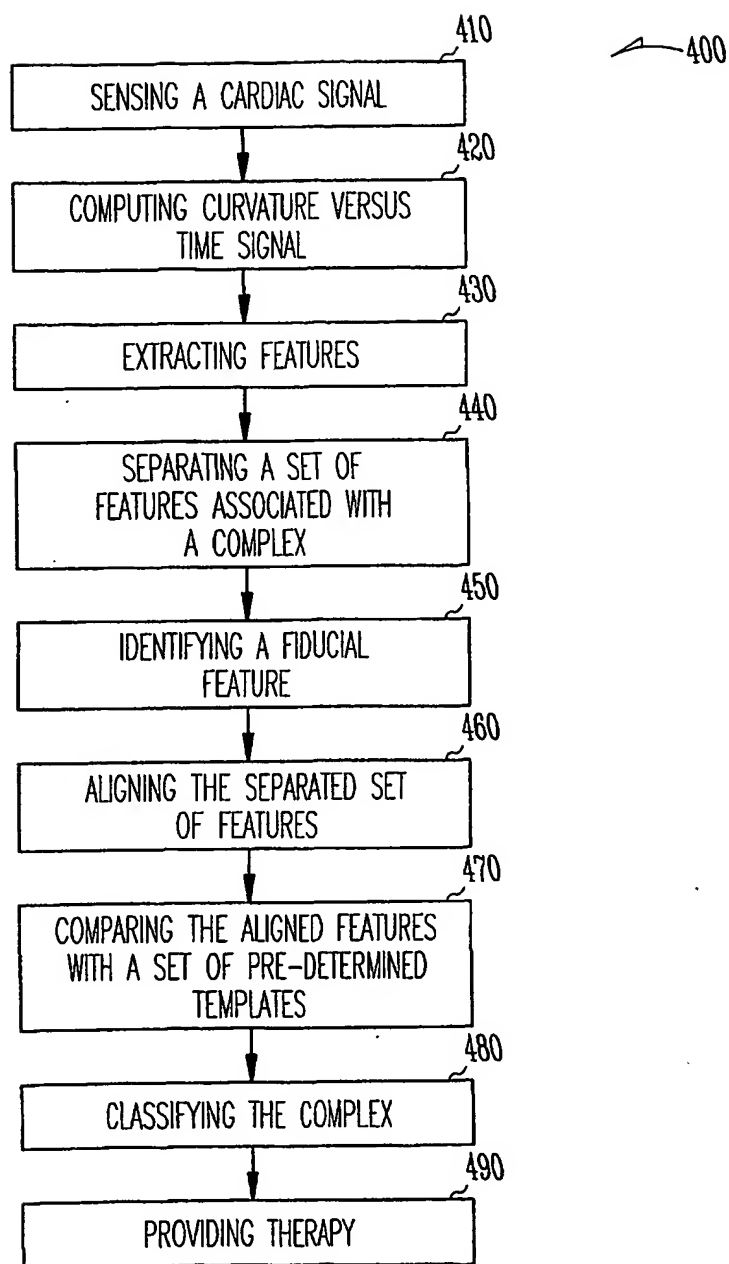 410
400
SENSING A CARDIAC SIGNAL
420
COMPUTING CURVATURE VERSUS
TIME SIGNAL
430
EXTRACTING FEATURES
440
SEPARATING A SET OF
FEATURES ASSOCIATED WITH
A COMPLEX
450
IDENTIFYING A FIDUCIAL
FEATURE
460
ALIGNING THE SEPARATED SET
OF FEATURES
470
COMPARING THE ALIGNED FEATURES
WITH A SET OF PRE-DETERMINED
TEMPLATES
480
CLASSIFYING THE COMPLEX
490
PROVIDING THERAPY